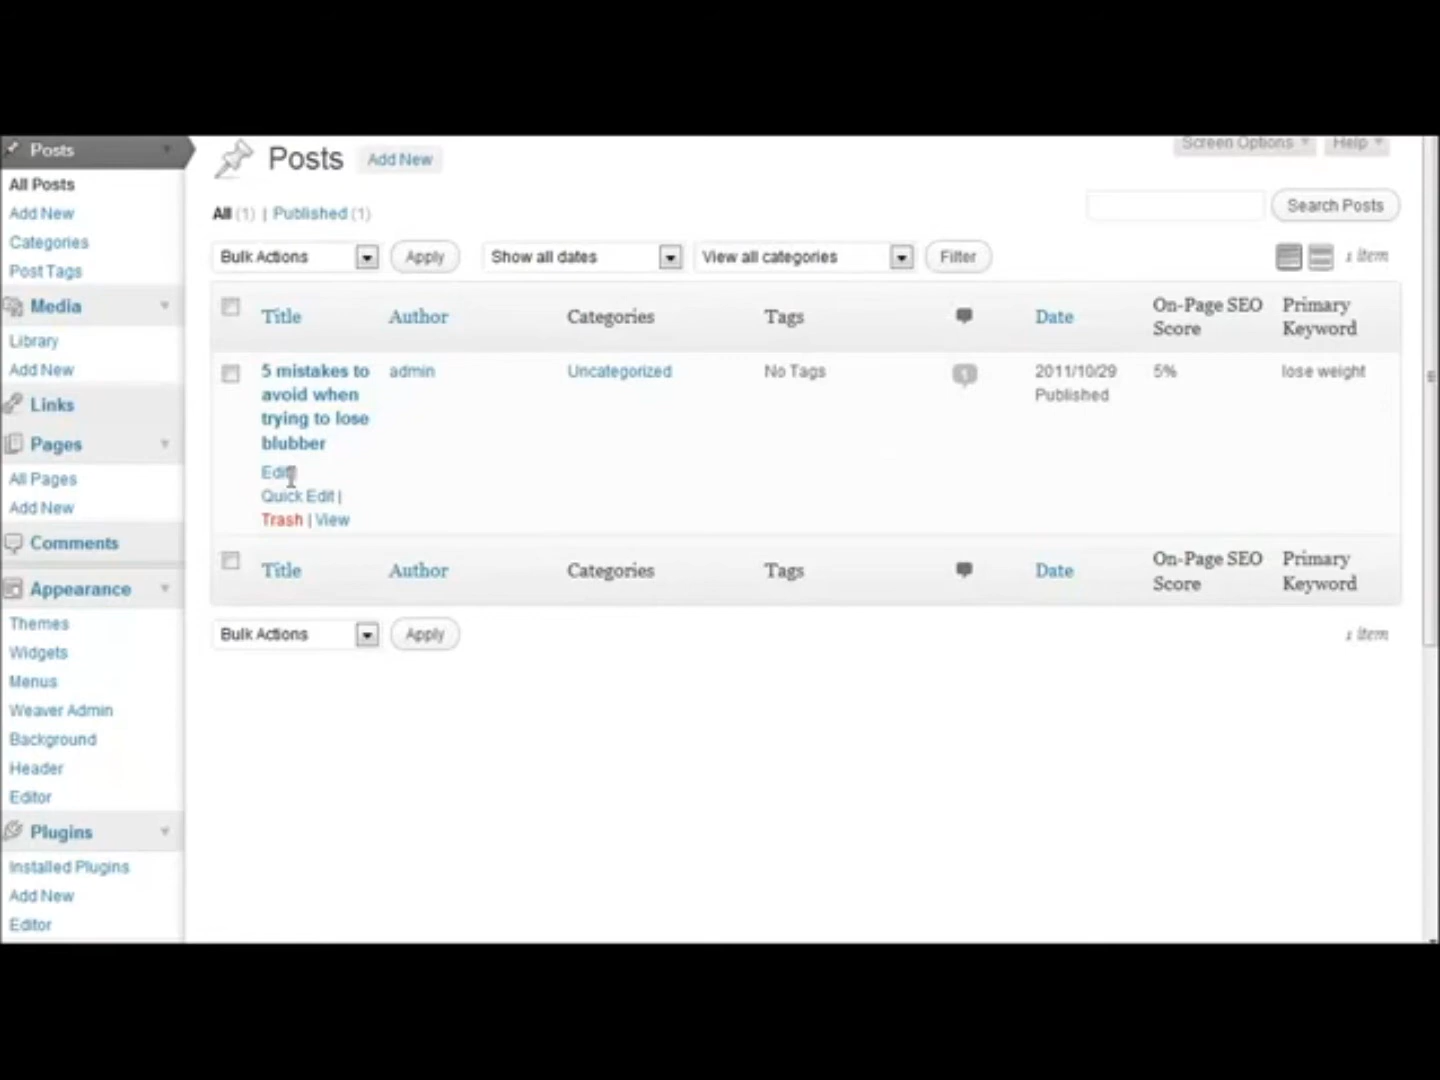 Posts
All Posts
Add New
Categories
Post Tags
Media
Library
Add New
Links
Pages
All Pages
Add New
Comments
Appearance
Themes
Widgets
Menus
Weaver Admin
Background
Header
Editor
Plugins
Installed Plugins
Add New
Editor
Posts Add New
Screen Options Help
All (1) | Published (1)
Search Posts
Bulk Actions Apply Show all dates View all categories Filter 1 item
Title Author Categories Tags Date On-Page SEO Score Primary Keyword
5 mistakes to admin Uncategorized No Tags 1 2011/10/29 5% lose weight
avoid when Published
trying to lose
blubber
Edit
Quick Edit |
Trash | View
Title Author Categories Tags Date On-Page SEO Score Primary Keyword
Bulk Actions Apply 1 item